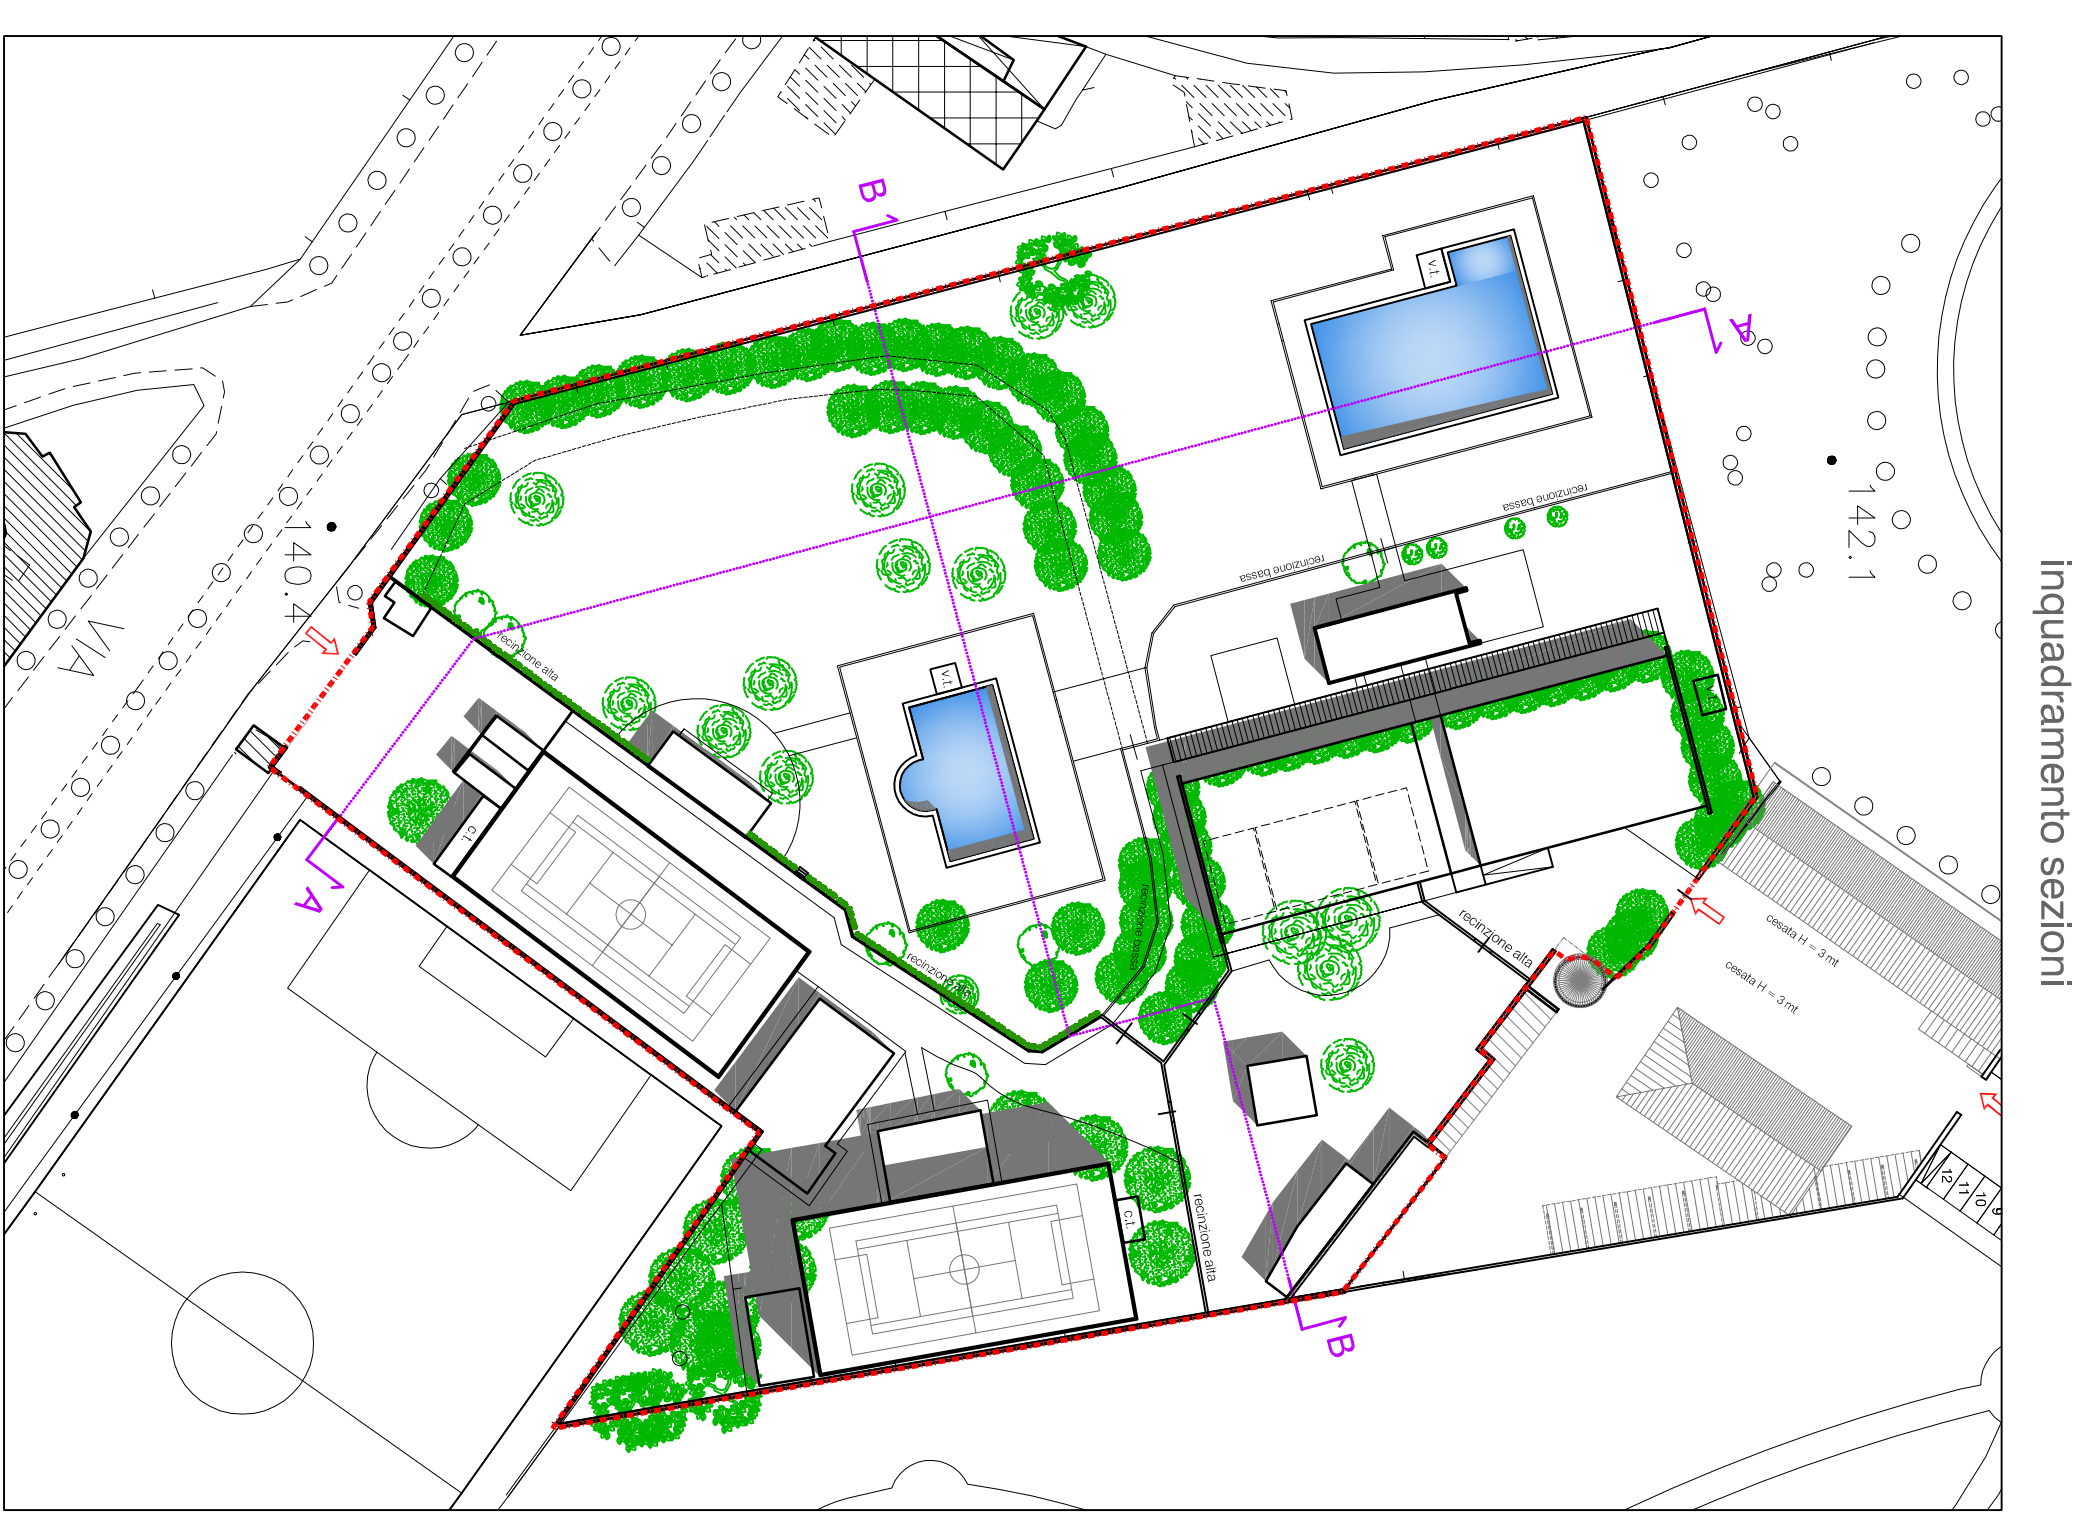 inquadramento sezioni
B
A
v.t.
142.1
recinzione bassa
recinzione bassa
140.4
VIA
recinzione alta
v.t.
c.t.
A
recinzione alta
recinzione bassa
recinzione alta
cesata H = 3 mt
cesata H = 3 mt
c.t.
recinzione alta
B
12
11
10
9